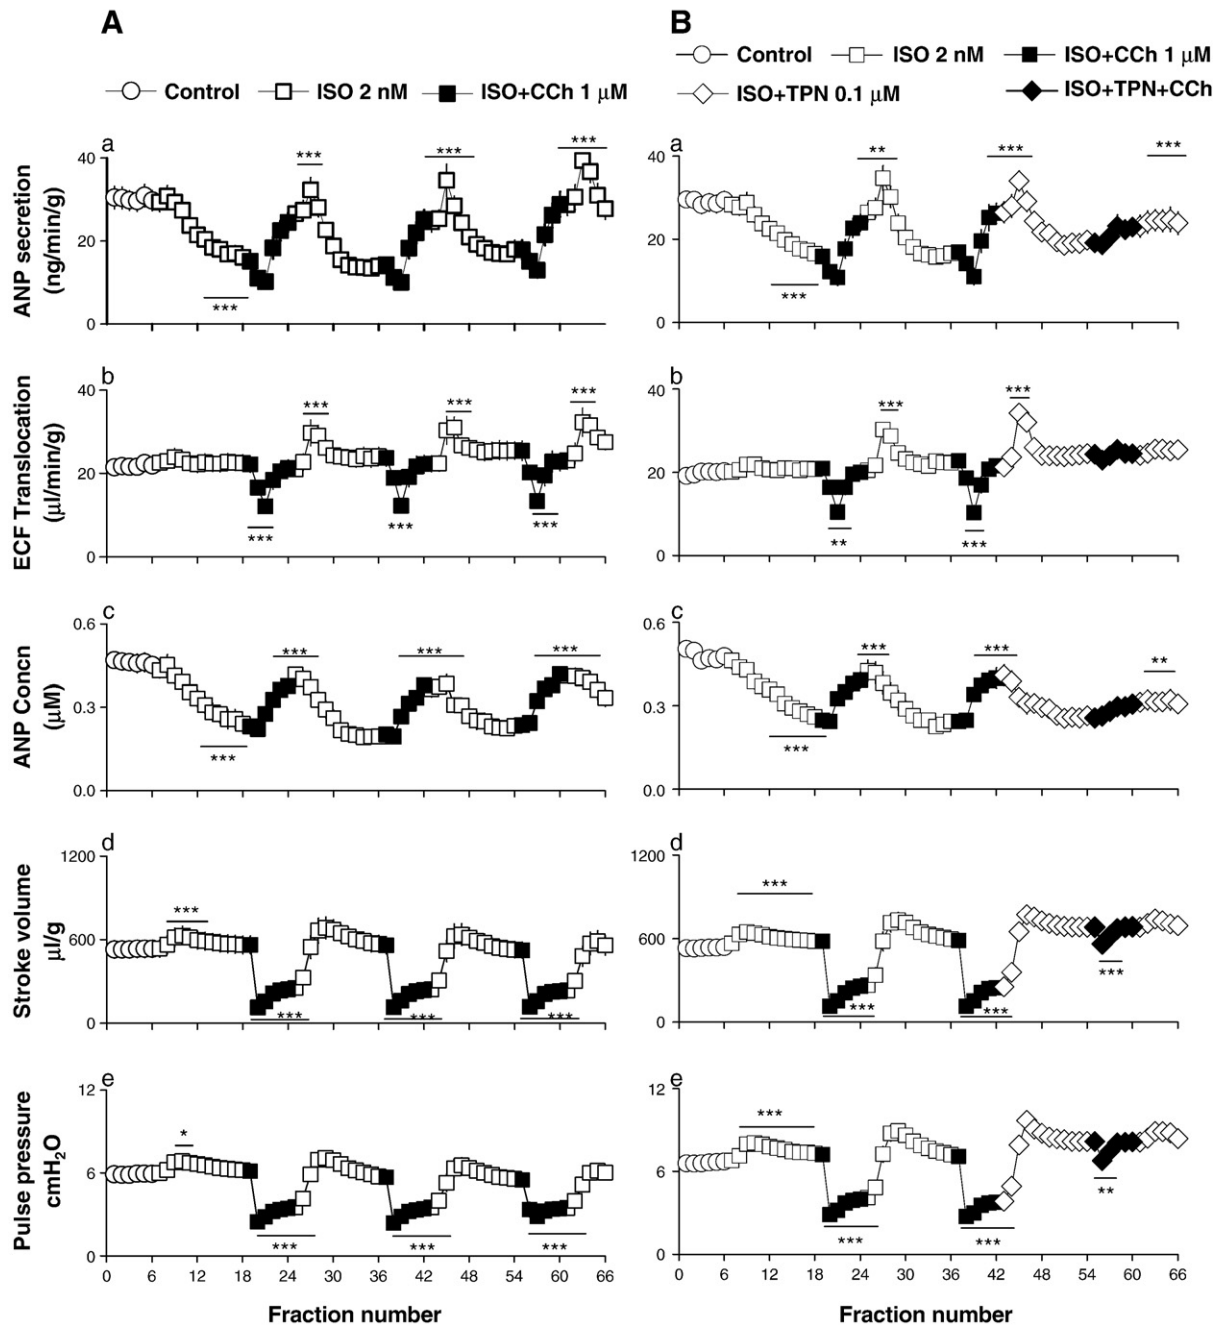 A
Control ISO 2 nM ISO+CCh 1 μM
a
ANP secretion
(ng/min/g)
40
20
0
***
***
***
***
b
ECF Translocation
(μl/min/g)
40
20
0
***
***
***
***
***
***
c
ANP Concn
(μM)
0.6
0.3
0.0
***
***
***
***
d
Stroke volume
μl/g
1200
600
0
***
***
***
***
e
Pulse pressure
cmH₂O
12
6
0
*
***
***
***
0 6 12 18 24 30 36 42 48 54 60 66
Fraction number
B
Control ISO 2 nM ISO+CCh 1 μM
ISO+TPN 0.1 μM ISO+TPN+CCh
a
40
20
0
***
**
***
***
b
40
20
0
**
***
***
***
c
0.6
0.3
0.0
***
***
***
**
d
1200
600
0
***
***
***
***
e
12
6
0
***
***
***
**
0 6 12 18 24 30 36 42 48 54 60 66
Fraction number